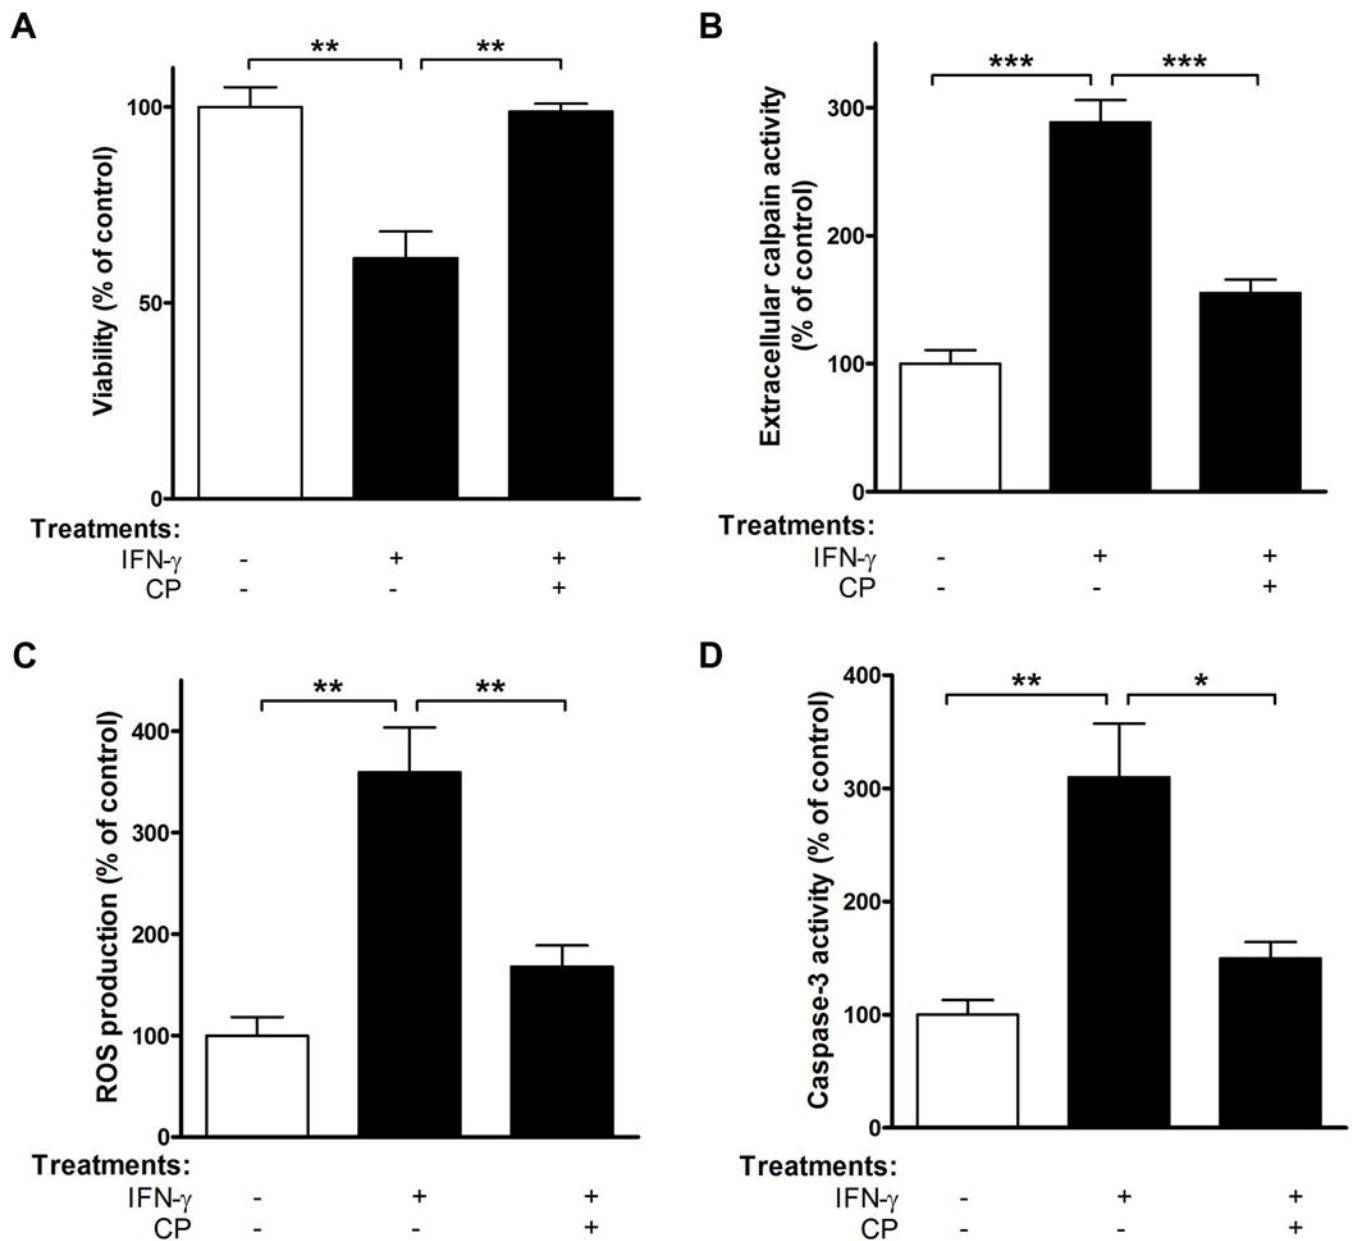 A
** **
Viability (% of control)
100
50
0
Treatments:
IFN-γ - + +
CP - - +
B
*** ***
Extracellular calpain activity
(% of control)
300
200
100
0
Treatments:
IFN-γ - + +
CP - - +
C
** **
ROS production (% of control)
400
300
200
100
0
Treatments:
IFN-γ - + +
CP - - +
D
** *
Caspase-3 activity (% of control)
400
300
200
100
0
Treatments:
IFN-γ - + +
CP - - +